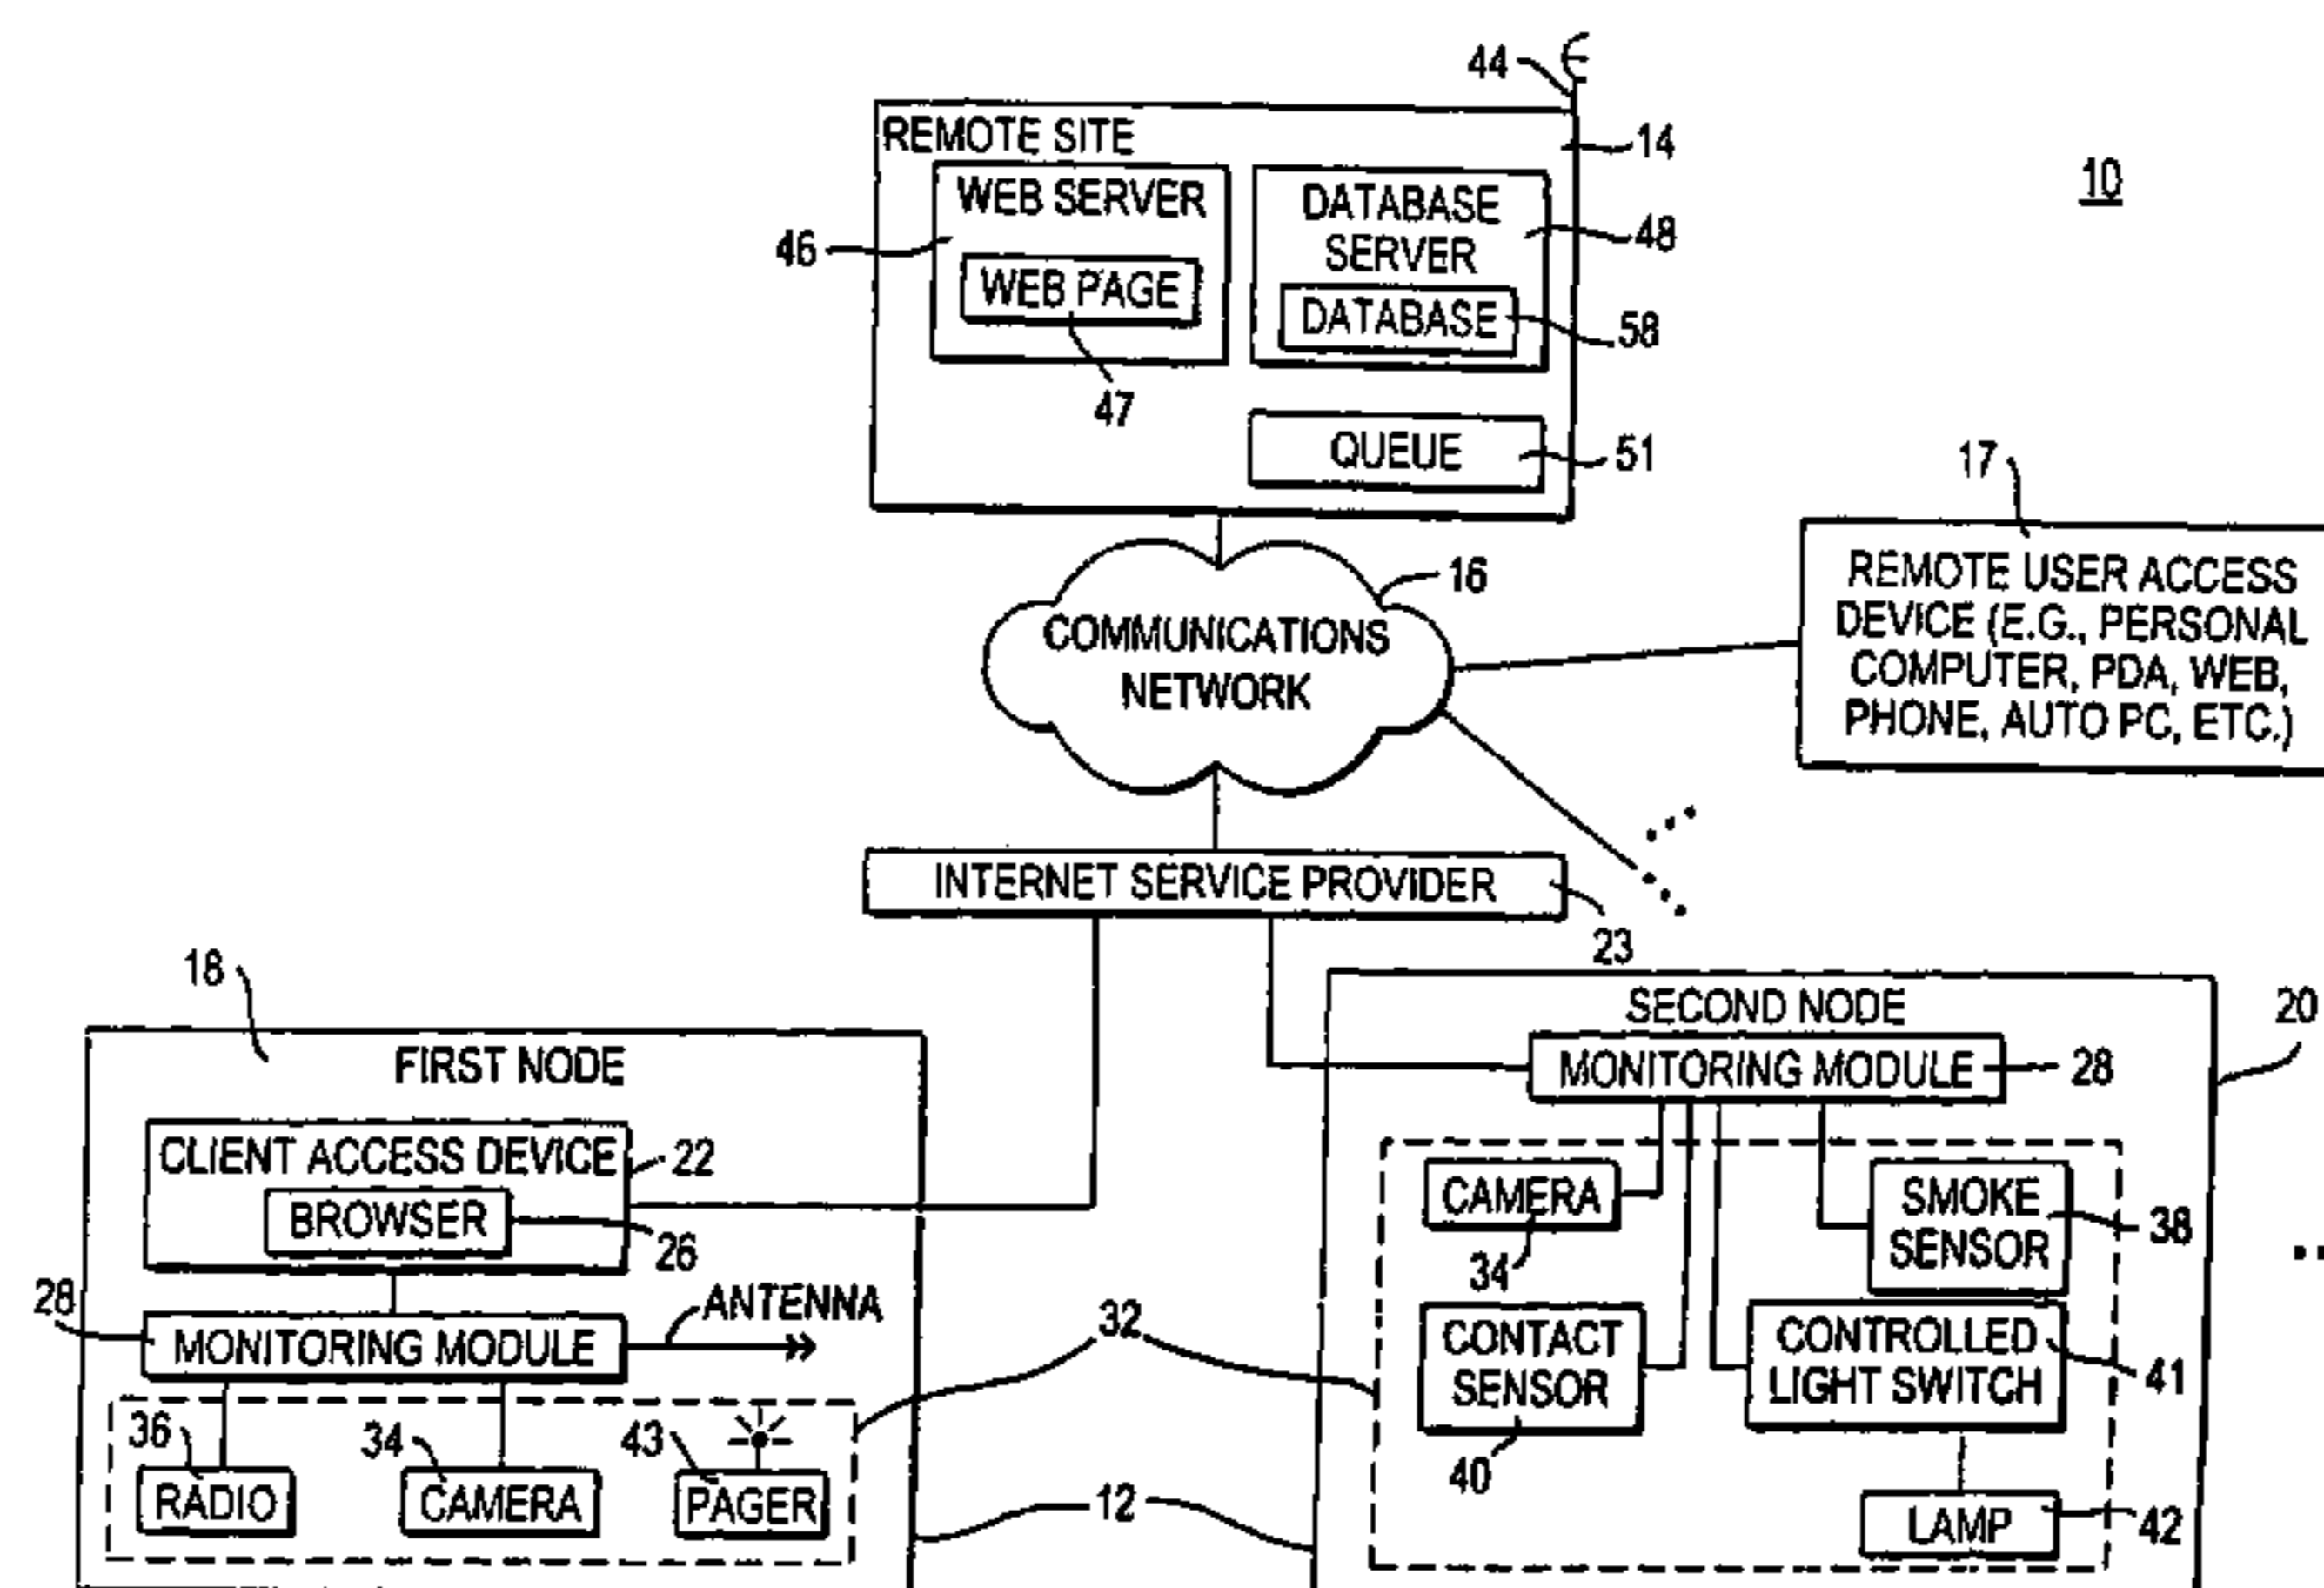 44
REMOTE SITE
14
10
WEB SERVER
DATABASE
SERVER
46
48
WEB PAGE
DATABASE
58
47
QUEUE
51
17
16
COMMUNICATIONS
NETWORK
REMOTE USER ACCESS
DEVICE (E.G., PERSONAL
COMPUTER, PDA, WEB,
PHONE, AUTO PC, ETC.)
INTERNET SERVICE PROVIDER
23
18
FIRST NODE
CLIENT ACCESS DEVICE
22
BROWSER
26
28
MONITORING MODULE
ANTENNA
32
36
34
43
RADIO
CAMERA
PAGER
12
SECOND NODE
20
MONITORING MODULE
28
CAMERA
34
SMOKE
SENSOR
38
CONTACT
SENSOR
40
CONTROLLED
LIGHT SWITCH
41
LAMP
42